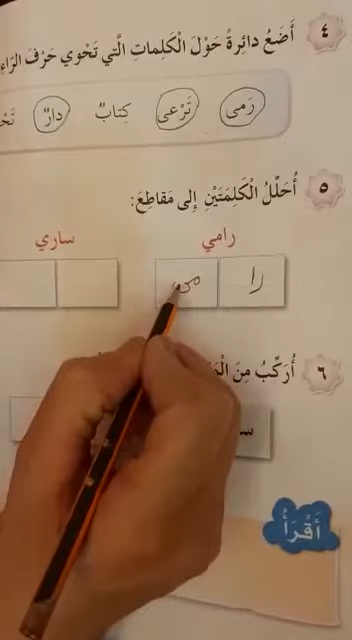 ٤ أَضَعُ دائِرةً حَوْلَ الْكَلِماتِ الَّتي تَحْوي حَرْفَ الرّاءِ
رَمى تَرْعى كِتابٌ دارٌ
٥ أُحَلِّلُ الْكَلِمَتَيْنِ إِلى مَقاطِعَ:
رامي ساري
را مي
٦ أُرَكِّبُ مِنَ
أَقْرَأُ